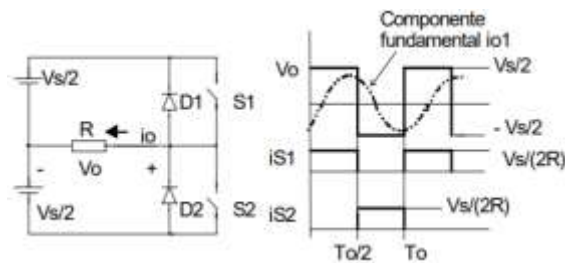 Vs/2
D1
S1
R
io
-
Vo
+
Vs/2
D2
S2
Componente
fundamental io1
Vo
Vs/2
- Vs/2
iS1
Vs/(2R)
iS2
Vs/(2R)
To/2
To